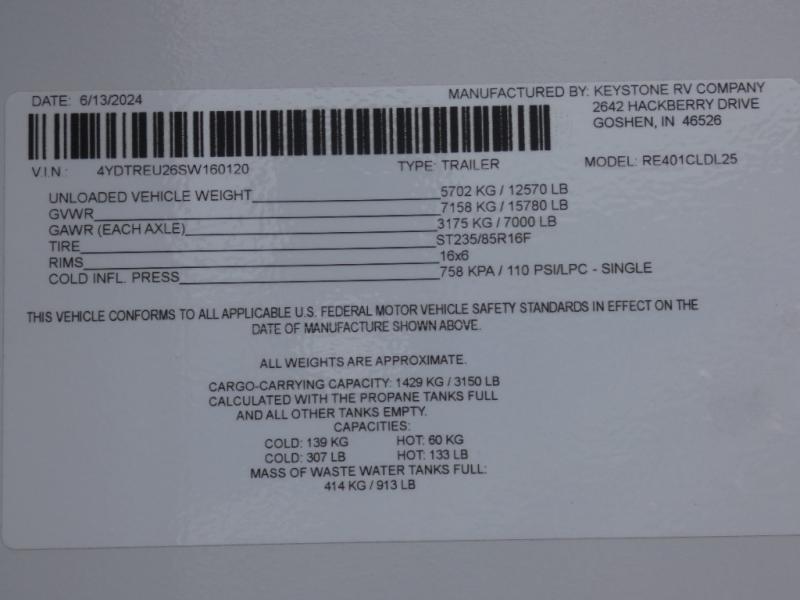 DATE: 6/13/2024
MANUFACTURED BY: KEYSTONE RV COMPANY
2642 HACKBERRY DRIVE
GOSHEN, IN 46526
V.I.N.: 4YDTREU26SW160120 TYPE: TRAILER MODEL: RE401CLDL25
UNLOADED VEHICLE WEIGHT 5702 KG / 12570 LB
GVWR 7158 KG / 15780 LB
GAWR (EACH AXLE) 3175 KG / 7000 LB
TIRE ST235/85R16F
RIMS 16x6
COLD INFL. PRESS 758 KPA / 110 PSI/LPC - SINGLE
THIS VEHICLE CONFORMS TO ALL APPLICABLE U.S. FEDERAL MOTOR VEHICLE SAFETY STANDARDS IN EFFECT ON THE
DATE OF MANUFACTURE SHOWN ABOVE.
ALL WEIGHTS ARE APPROXIMATE.
CARGO-CARRYING CAPACITY: 1429 KG / 3150 LB
CALCULATED WITH THE PROPANE TANKS FULL
AND ALL OTHER TANKS EMPTY.
CAPACITIES:
COLD: 139 KG HOT: 60 KG
COLD: 307 LB HOT: 133 LB
MASS OF WASTE WATER TANKS FULL:
414 KG / 913 LB